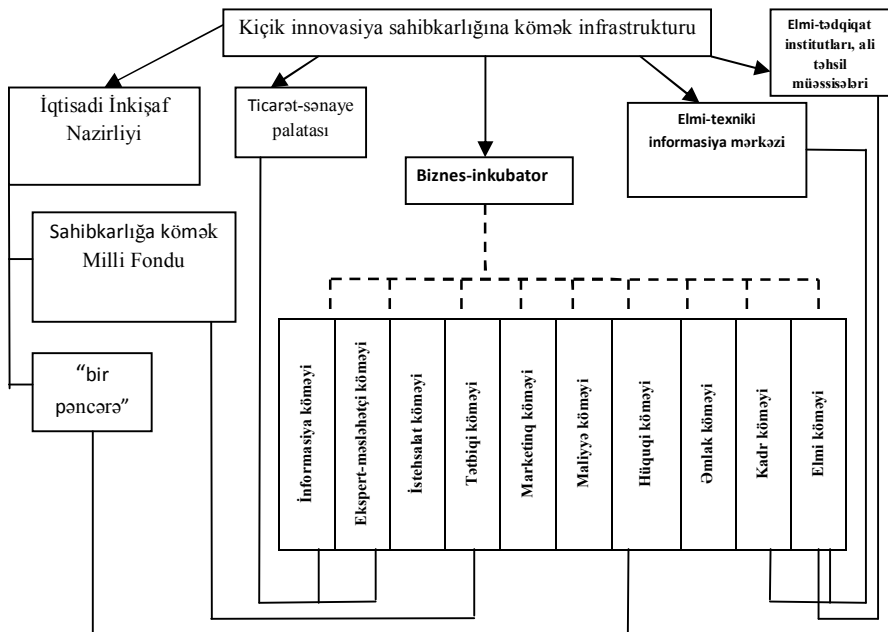 Kiçik innovasiya sahibkarlığına kömək infrastrukturu
Elmi-tədqiqat
institutları, ali
təhsil
müəssisələri
İqtisadi İnkişaf
Nazirliyi
Ticarət-sənaye
palatası
Elmi-texniki
informasiya mərkəzi
Biznes-inkubator
Sahibkarlığa kömək
Milli Fondu
“bir
pəncərə”
İnformasiya köməyi
Ekspert-məsləhətçi köməyi
İstehsalat köməyi
Tətbiqi köməyi
Marketinq köməyi
Maliyyə köməyi
Hüquqi köməyi
Əmlak köməyi
Kadr köməyi
Elmi köməyi